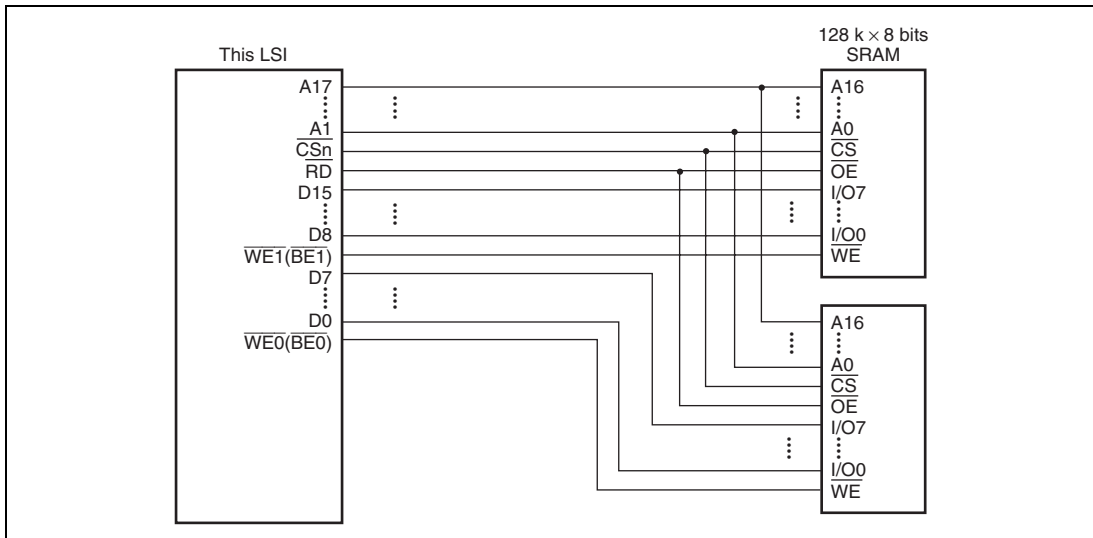 This LSI
A17
A1
CSn
RD
D15
D8
WE1(BE1)
D7
D0
WE0(BE0)
128 k × 8 bits
SRAM
A16
A0
CS
OE
I/O7
I/O0
WE
A16
A0
CS
OE
I/O7
I/O0
WE